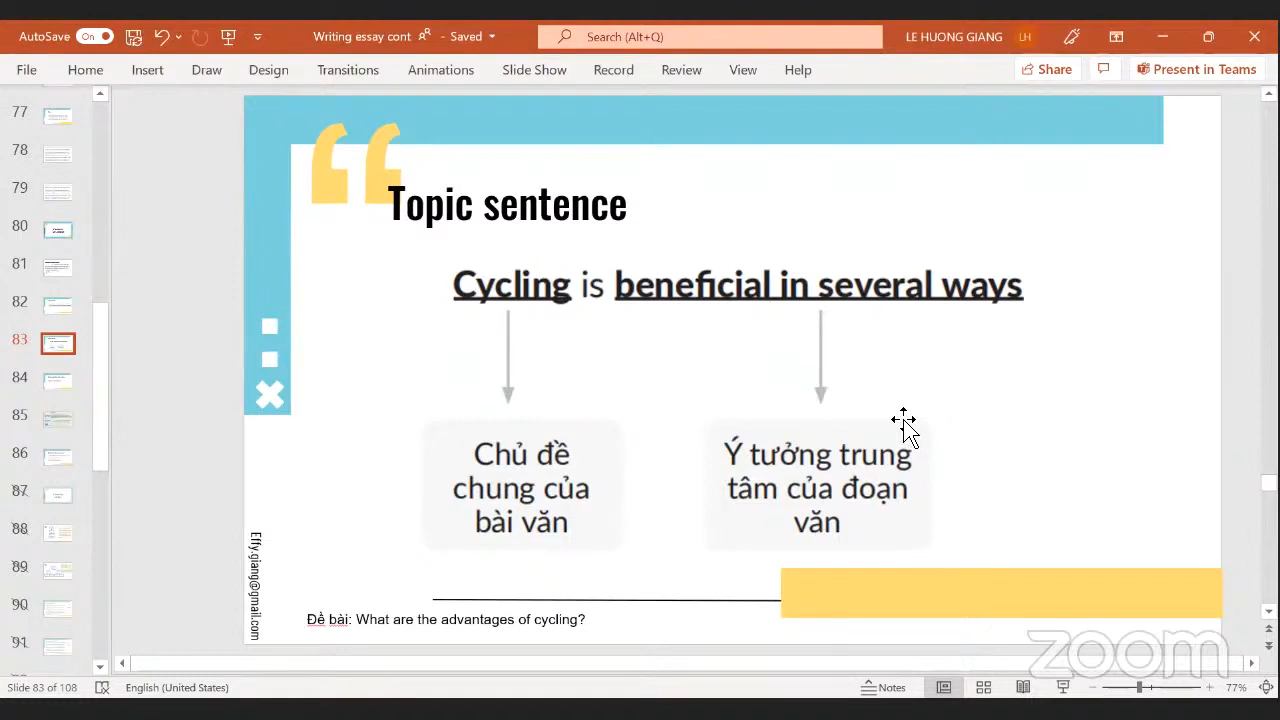 AutoSave On Writing essay cont - Saved Search (Alt+Q) LE HUONG GIANG LH
File Home Insert Draw Design Transitions Animations Slide Show Record Review View Help Share Present in Teams
77
78
79
80
81
82
83
84
85
86
87
88
89
90
91
“
Topic sentence
Cycling is beneficial in several ways
Chủ đề
chung của
bài văn
Ý tưởng trung
tâm của đoạn
văn
Effy.giang@gmail.com
Đề bài: What are the advantages of cycling?
zoom
Slide 83 of 108 English (United States) Notes 77%